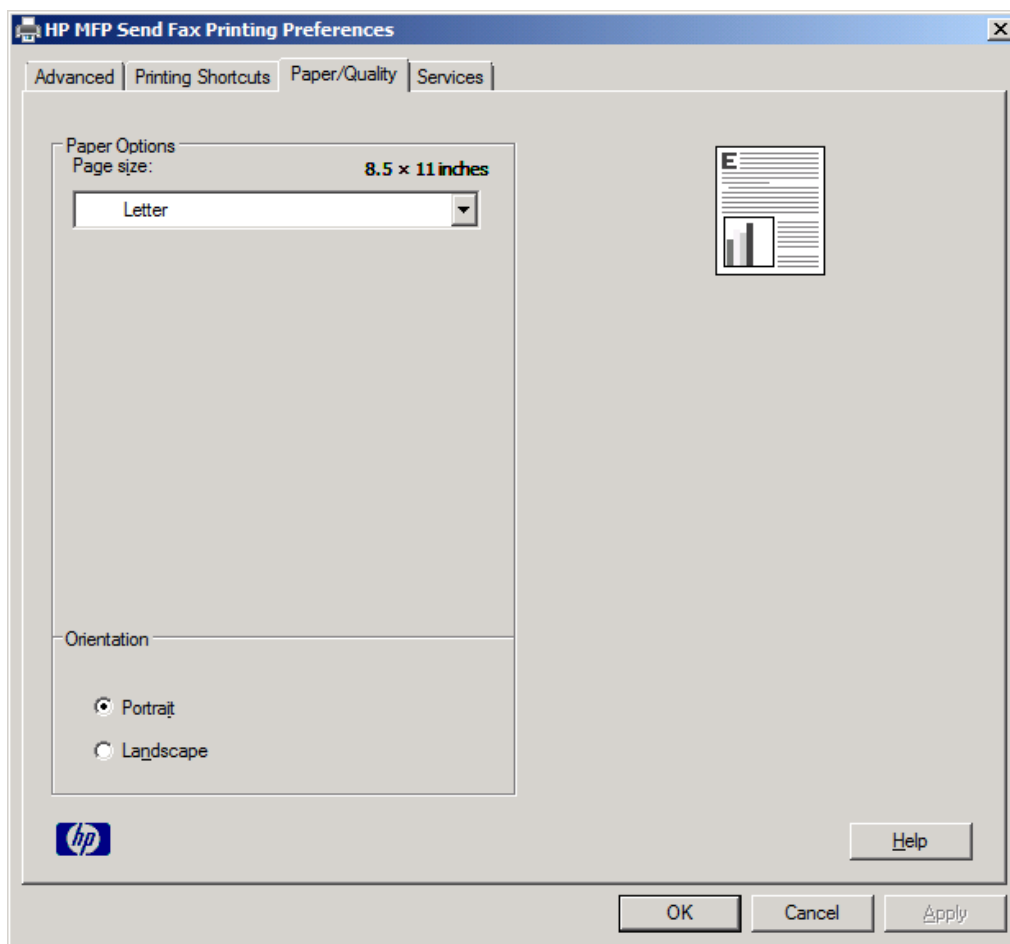 HP MFP Send Fax Printing Preferences
Advanced Printing Shortcuts Paper/Quality Services
Paper Options
Page size: 8.5 × 11 inches
Letter
E
Orientation
Portrait
Landscape
hp
Help
OK Cancel Apply